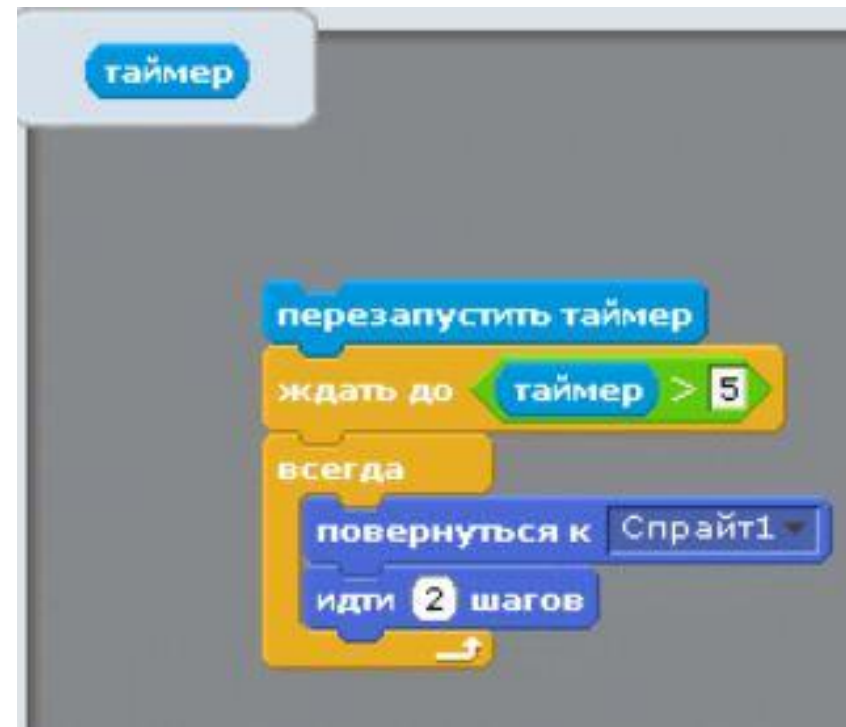 таймер
перезапустить таймер
ждать до таймер > 5
всегда
повернуться к Спрайт1
идти 2 шагов